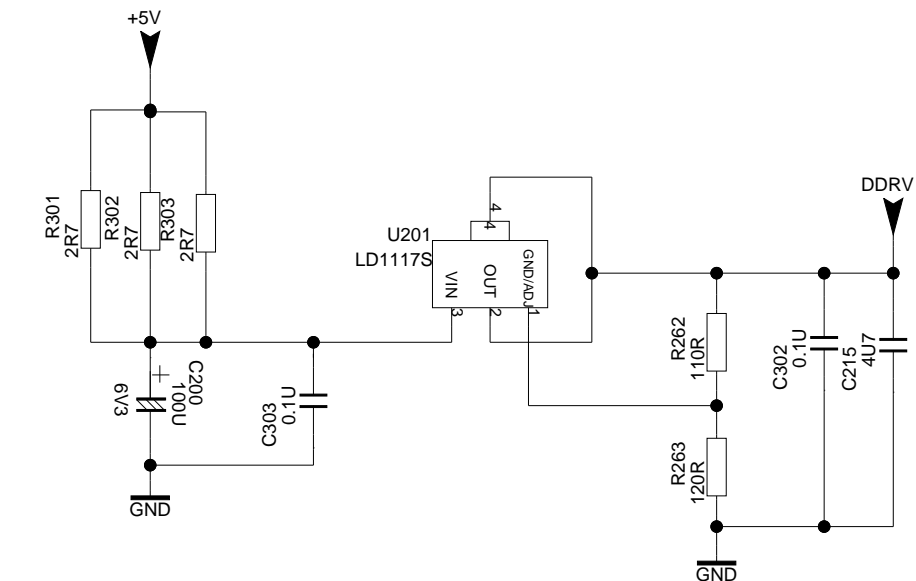 +5V
R301
2R7
R302
2R7
R303
2R7
C200
100U
6V3
+
C303
0.1U
GND
U201
LD1117S
4
4
VIN
OUT
GND/ADJ
3
2
1
DDRV
R262
110R
R263
120R
C302
0.1U
C215
4U7
GND